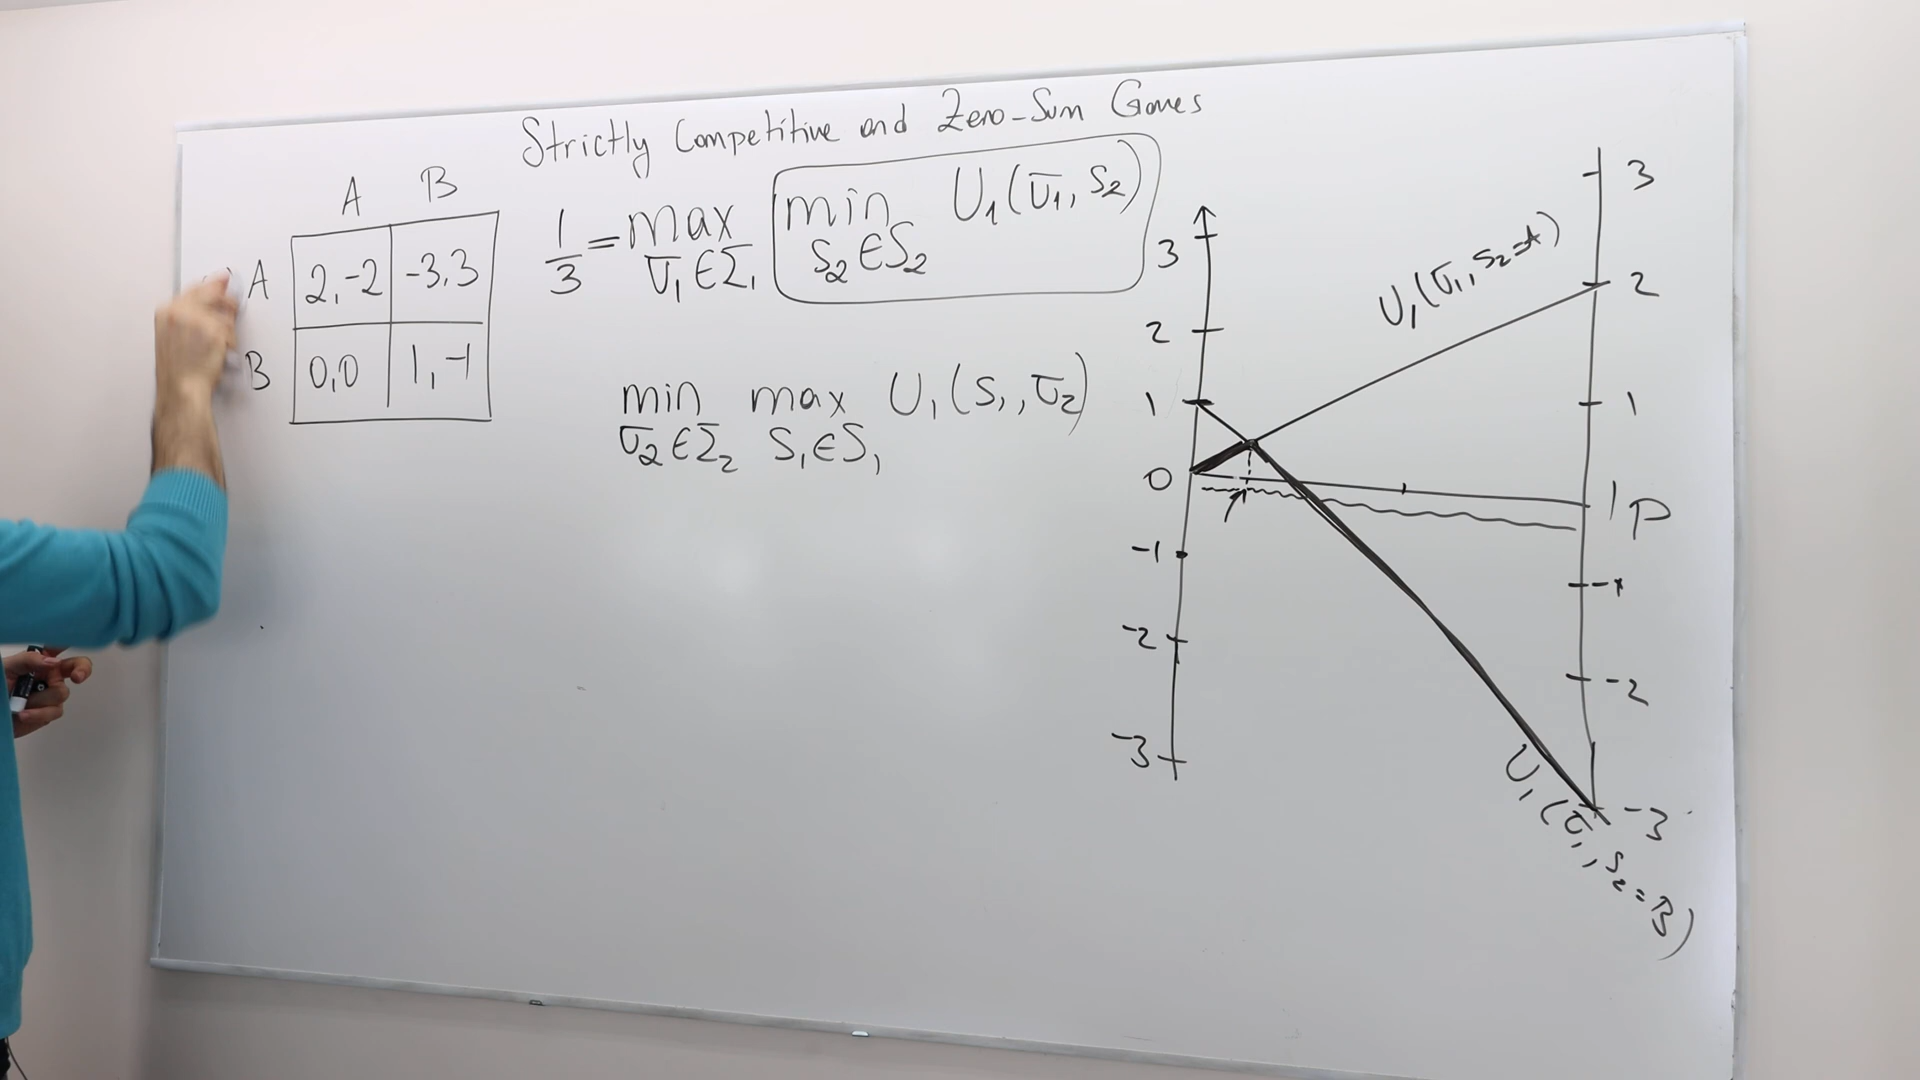 Strictly Competitive and Zero-Sum Games
A B
A 2,-2 -3,3
B 0,0 1,-1
1/3 = max min U₁(σ₁, s₂)
σ₁∈Σ₁ s₂∈S₂
min max U₁(s₁, σ₂)
σ₂∈Σ₂ s₁∈S₁
3
2
1
0
-1
-2
-3
U₁(σ₁, s₂=A)
3
2
1
1 P
-1
-2
-3
U₁(σ₁, s₂=B)